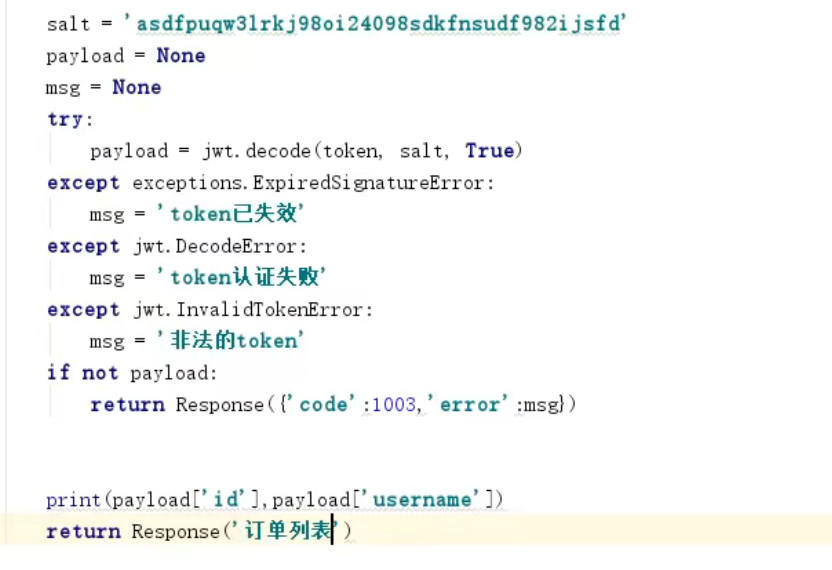 salt = 'asdfpuqw3lrkj98oi24098sdkfnsudf982ijsfd'
payload = None
msg = None
try:
    payload = jwt.decode(token, salt, True)
except exceptions.ExpiredSignatureError:
    msg = 'token已失效'
except jwt.DecodeError:
    msg = 'token认证失败'
except jwt.InvalidTokenError:
    msg = '非法的token'
if not payload:
    return Response({'code':1003,'error':msg})
print(payload['id'],payload['username'])
return Response('订单列表')